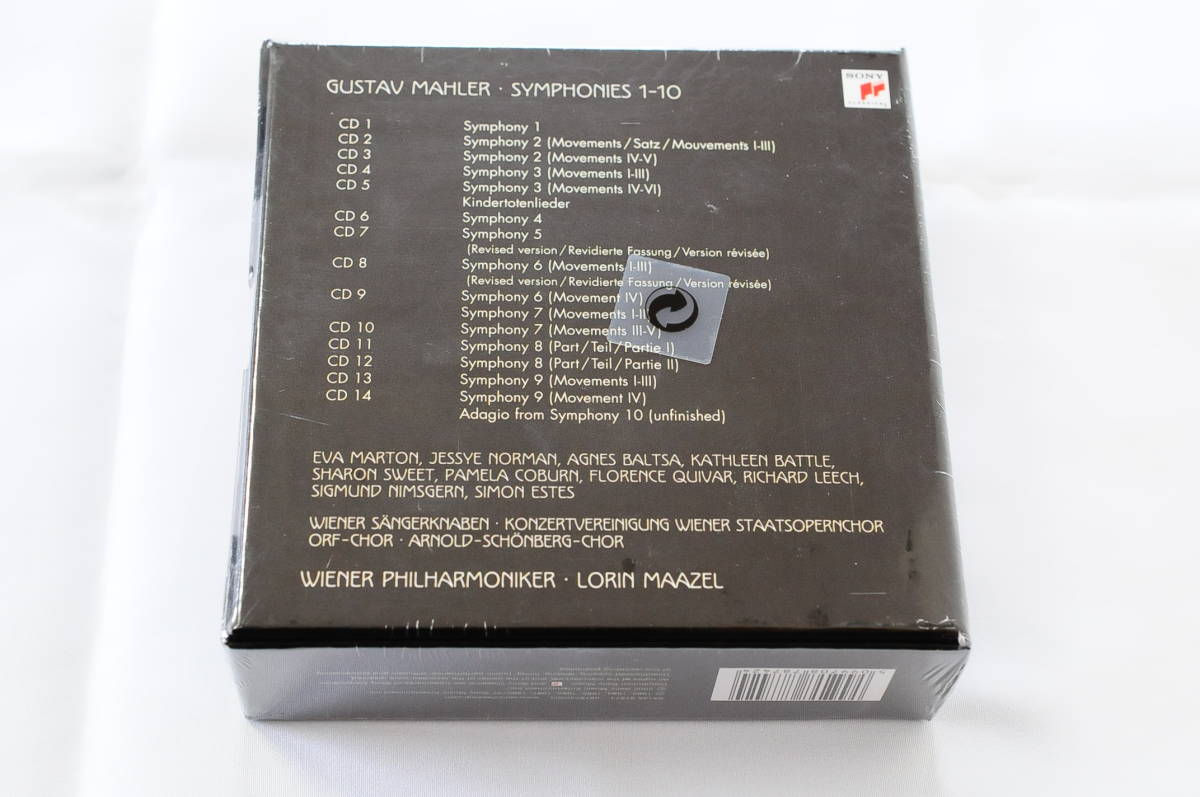 GUSTAV MAHLER · SYMPHONIES 1-10
SONY
CLASSICAL
CD 1 Symphony 1
CD 2 Symphony 2 (Movements/Satz/Mouvements I-III)
CD 3 Symphony 2 (Movements IV-V)
CD 4 Symphony 3 (Movements I-III)
CD 5 Symphony 3 (Movements IV-VI)
Kindertotenlieder
CD 6 Symphony 4
CD 7 Symphony 5
(Revised version/Revidierte Fassung/Version révisée)
CD 8 Symphony 6 (Movements I-III)
(Revised version/Revidierte Fassung/Version révisée)
CD 9 Symphony 6 (Movement IV)
Symphony 7 (Movements I-II
CD 10 Symphony 7 (Movements III-V)
CD 11 Symphony 8 (Part/Teil/Partie I)
CD 12 Symphony 8 (Part/Teil/Partie II)
CD 13 Symphony 9 (Movements I-III)
CD 14 Symphony 9 (Movement IV)
Adagio from Symphony 10 (unfinished)
EVA MARTON, JESSYE NORMAN, AGNES BALTSA, KATHLEEN BATTLE,
SHARON SWEET, PAMELA COBURN, FLORENCE QUIVAR, RICHARD LEECH,
SIGMUND NIMSGERN, SIMON ESTES
WIENER SÄNGERKNABEN · KONZERTVEREINIGUNG WIENER STAATSOPERNCHOR
ORF-CHOR · ARNOLD-SCHÖNBERG-CHOR
WIENER PHILHARMONIKER · LORIN MAAZEL